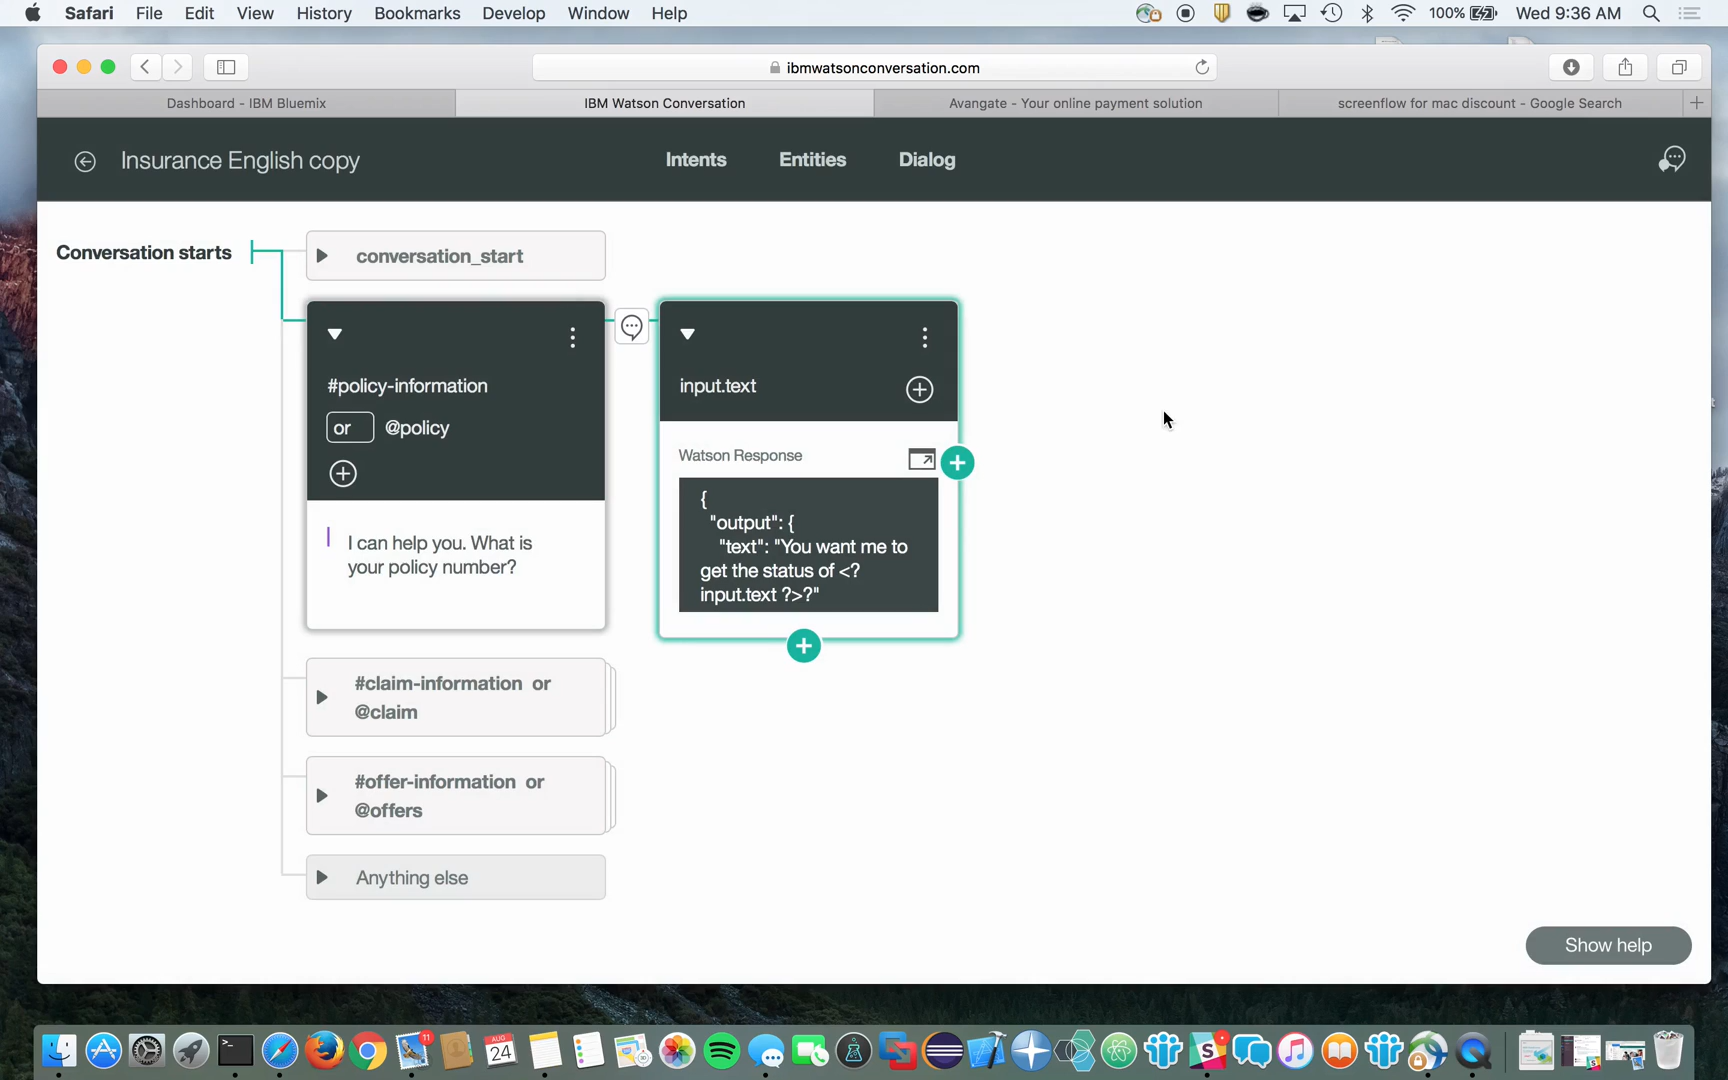 Safari File Edit View History Bookmarks Develop Window Help 100% Wed 9:36 AM
ibmwatsonconversation.com
Dashboard - IBM Bluemix IBM Watson Conversation Avangate - Your online payment solution screenflow for mac discount - Google Search
Insurance English copy Intents Entities Dialog
Conversation starts
conversation_start
#policy-information
or @policy
I can help you. What is
your policy number?
input.text
Watson Response
{
"output": {
"text": "You want me to
get the status of <?
input.text ?>?"
#claim-information or
@claim
#offer-information or
@offers
Anything else
Show help
11
AUG
24